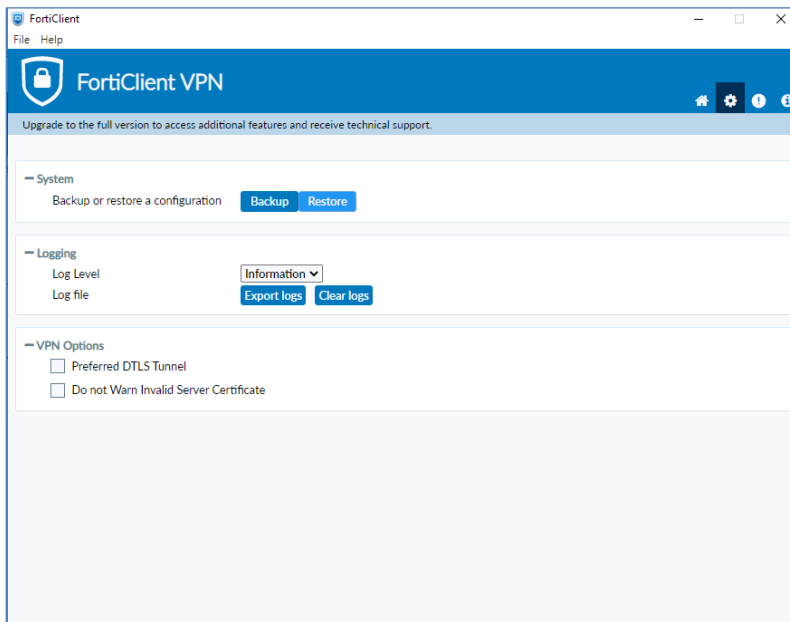 FortiClient
File Help
FortiClient VPN
Upgrade to the full version to access additional features and receive technical support.
System
Backup or restore a configuration Backup Restore
Logging
Log Level Information
Log file Export logs Clear logs
VPN Options
Preferred DTLS Tunnel
Do not Warn Invalid Server Certificate